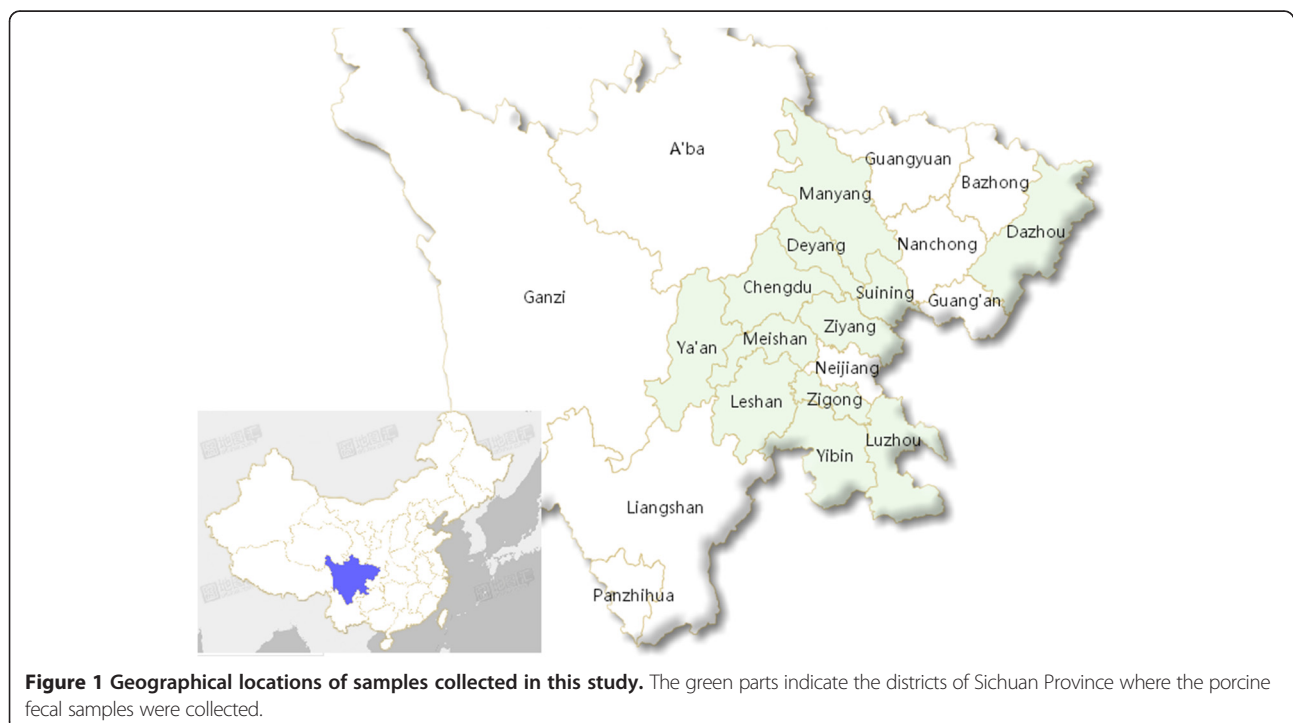 A'ba
Guangyuan
Bazhong
Manyang
Dazhou
Nanchong
Deyang
Chengdu
Suining
Ganzi
Guang'an
Ziyang
Meishan
Ya'an
Neijiang
Leshan
Zigong
Luzhou
Yibin
Liangshan
Panzhihua
Figure 1 Geographical locations of samples collected in this study. The green parts indicate the districts of Sichuan Province where the porcine
fecal samples were collected.